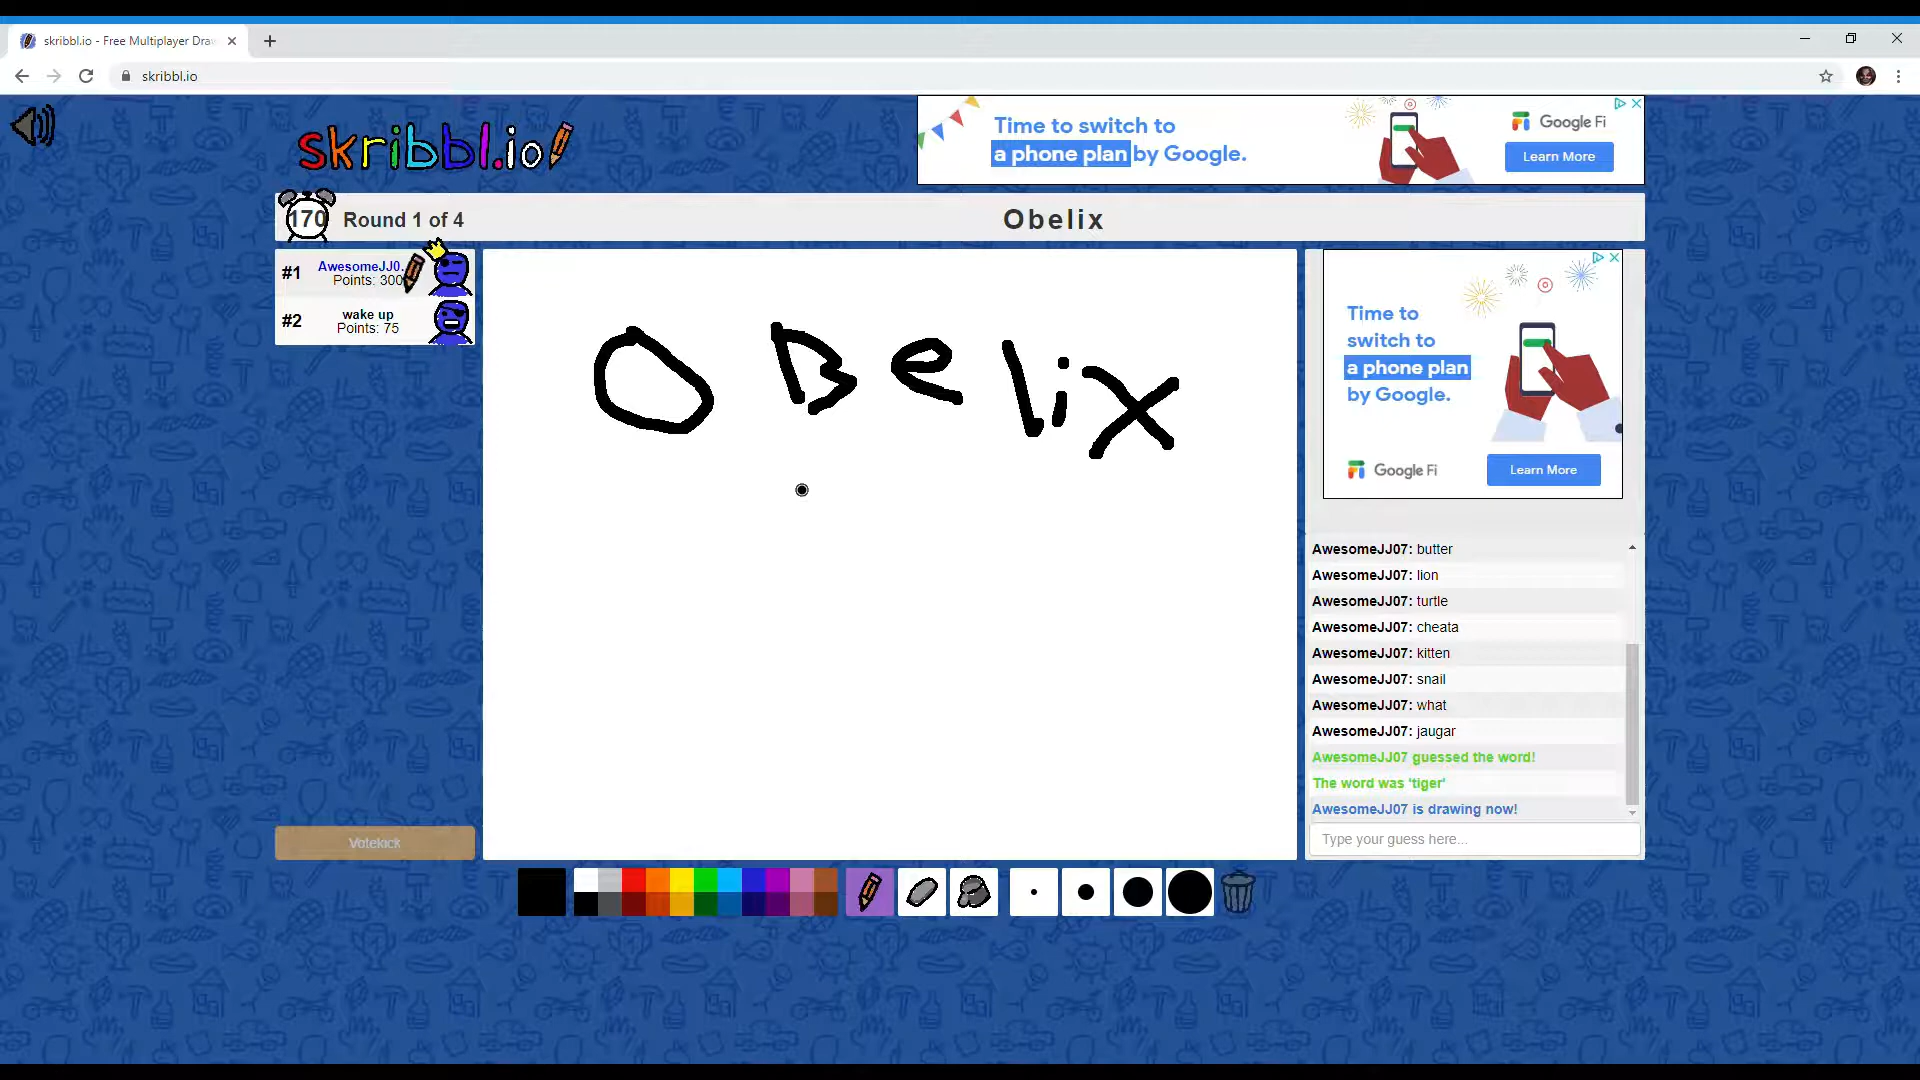 skribbl.io - Free Multiplayer Dra
skribbl.io
skribbl.io
Time to switch to
a phone plan by Google.
Google Fi
Learn More
170
Round 1 of 4
Obelix
#1
AwesomeJJ0.
Points: 300
#2
wake up
Points: 75
O B e l i x
Time to
switch to
a phone plan
by Google.
Google Fi
Learn More
AwesomeJJ07: butter
AwesomeJJ07: lion
AwesomeJJ07: turtle
AwesomeJJ07: cheata
AwesomeJJ07: kitten
AwesomeJJ07: snail
AwesomeJJ07: what
AwesomeJJ07: jaugar
AwesomeJJ07 guessed the word!
The word was 'tiger'
AwesomeJJ07 is drawing now!
Type your guess here...
Votekick